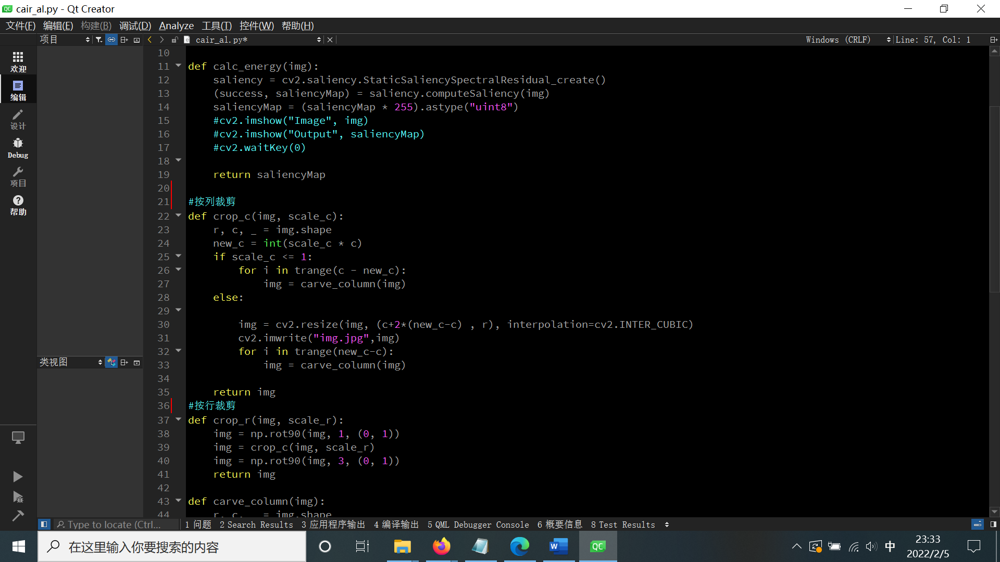 cair_al.py - Qt Creator
文件(F) 编辑(E) 构建(B) 调试(D) Analyze 工具(T) 控件(W) 帮助(H)
项目 cair_al.py* Windows (CRLF) Line: 57, Col: 1
欢迎
编辑
设计
Debug
项目
帮助
类视图
10
11 def calc_energy(img):
12 saliency = cv2.saliency.StaticSaliencySpectralResidual_create()
13 (success, saliencyMap) = saliency.computeSaliency(img)
14 saliencyMap = (saliencyMap * 255).astype("uint8")
15 #cv2.imshow("Image", img)
16 #cv2.imshow("Output", saliencyMap)
17 #cv2.waitKey(0)
18
19 return saliencyMap
20
21 #按列裁剪
22 def crop_c(img, scale_c):
23 r, c, _ = img.shape
24 new_c = int(scale_c * c)
25 if scale_c <= 1:
26 for i in trange(c - new_c):
27 img = carve_column(img)
28 else:
29
30 img = cv2.resize(img, (c+2*(new_c-c) , r), interpolation=cv2.INTER_CUBIC)
31 cv2.imwrite("img.jpg",img)
32 for i in trange(new_c-c):
33 img = carve_column(img)
34
35 return img
36 #按行裁剪
37 def crop_r(img, scale_r):
38 img = np.rot90(img, 1, (0, 1))
39 img = crop_c(img, scale_r)
40 img = np.rot90(img, 3, (0, 1))
41 return img
42
43 def carve_column(img):
44 r, c, _ = img.shape
Type to locate (Ctrl... 1 问题 2 Search Results 3 应用程序输出 4 编译输出 5 QML Debugger Console 6 概要信息 8 Test Results
在这里输入你要搜索的内容
W
QC
中
23:33
2022/2/5